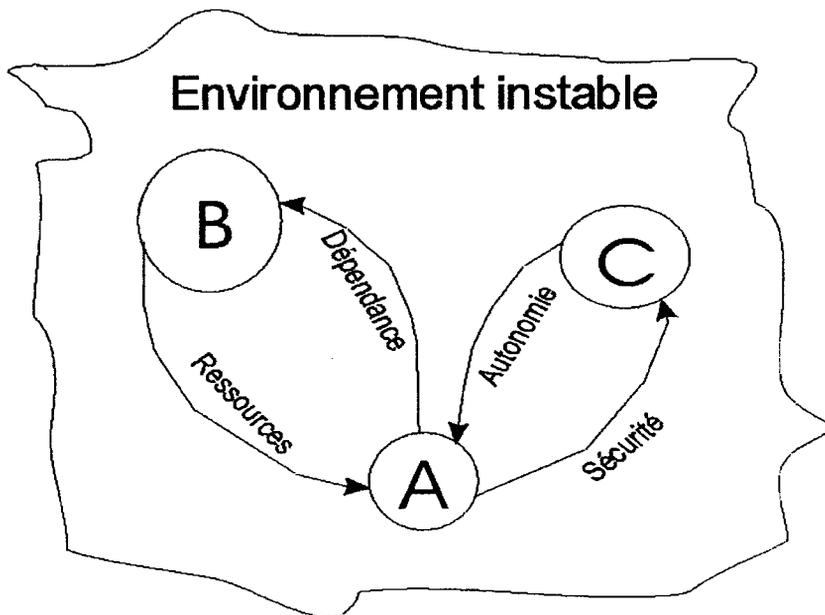 Environnement instable
B
C
Dépendance
Autonomie
Ressources
Sécurité
A